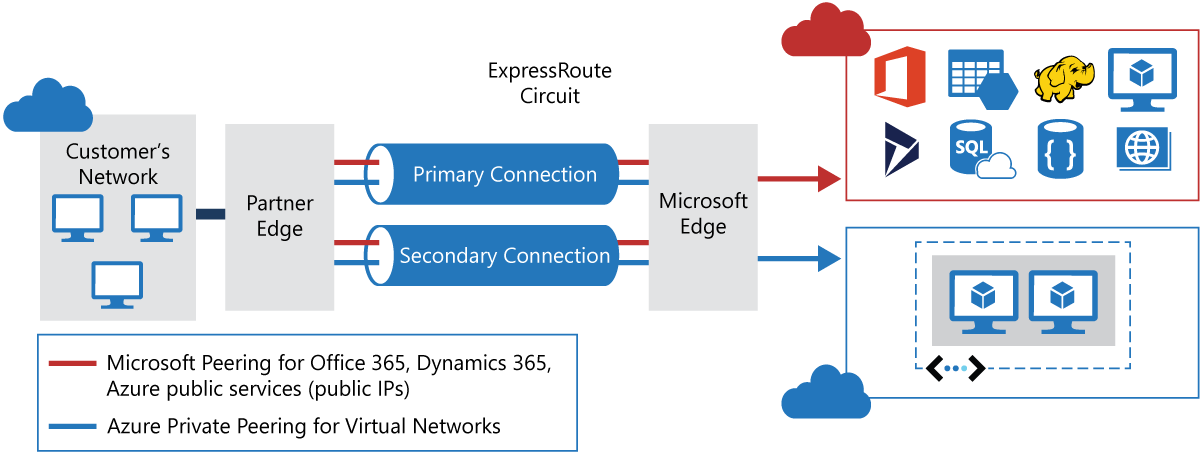 ExpressRoute
Circuit
Customer's
Network
Partner
Edge
Primary Connection
Secondary Connection
Microsoft
Edge
SQL
{ }
Microsoft Peering for Office 365, Dynamics 365,
Azure public services (public IPs)
Azure Private Peering for Virtual Networks